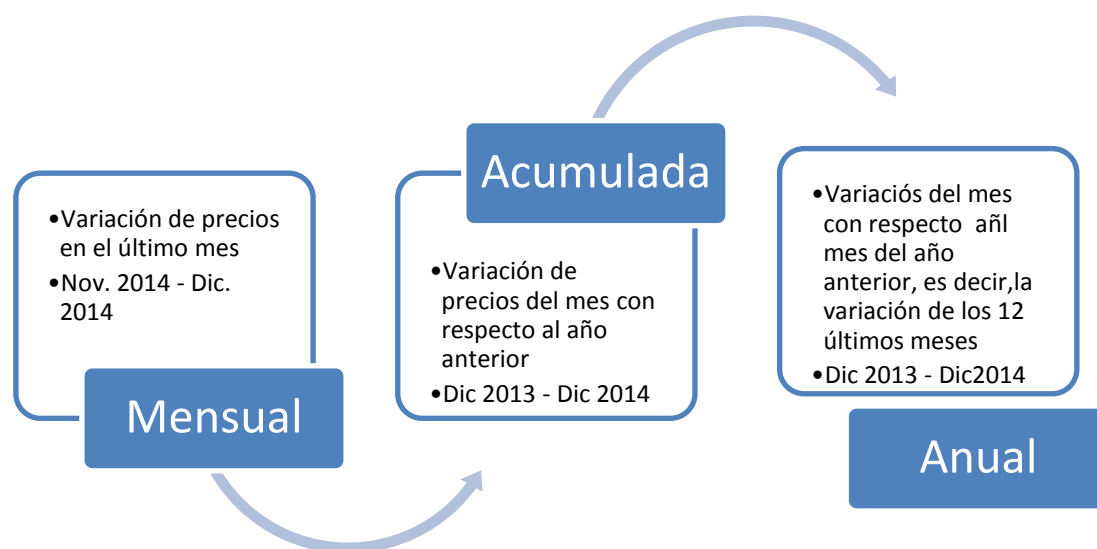 •Variación de precios
en el último mes
•Nov. 2014 - Dic.
2014
Mensual
Acumulada
•Variación de
precios del mes con
respecto al año
anterior
•Dic 2013 - Dic 2014
•Variaciós del mes
con respecto añl
mes del año
anterior, es decir,la
variación de los 12
últimos meses
•Dic 2013 - Dic2014
Anual